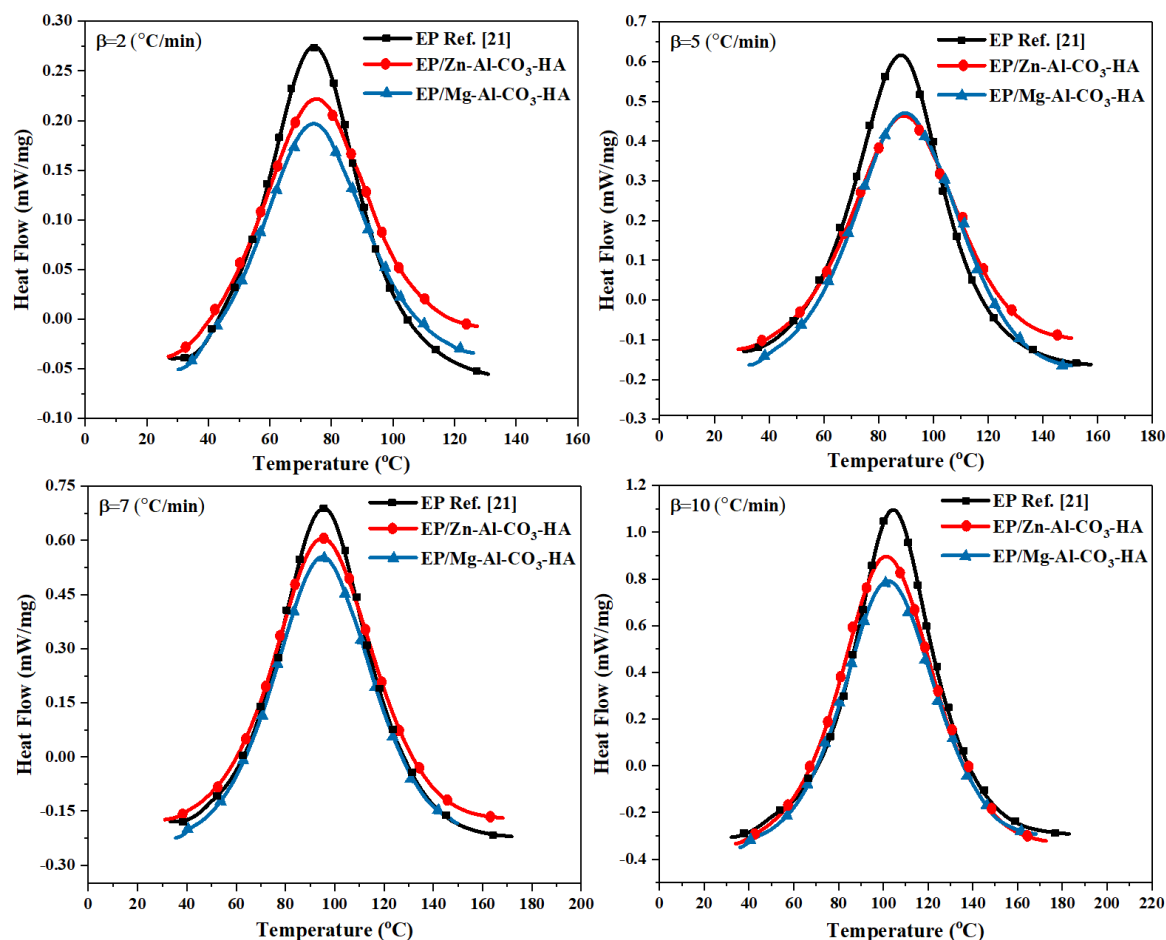 β=2 (°C/min)
EP Ref. [21]
EP/Zn-Al-CO₃-HA
EP/Mg-Al-CO₃-HA
0.30
0.25
0.20
0.15
0.10
0.05
0.00
-0.05
-0.10
Heat Flow (mW/mg)
0 20 40 60 80 100 120 140 160
Temperature (ºC)
β=5 (°C/min)
EP Ref. [21]
EP/Zn-Al-CO₃-HA
EP/Mg-Al-CO₃-HA
0.7
0.6
0.5
0.4
0.3
0.2
0.1
0.0
-0.1
-0.2
-0.3
Heat Flow (mW/mg)
0 20 40 60 80 100 120 140 160 180
Temperature (ºC)
β=7 (°C/min)
EP Ref. [21]
EP/Zn-Al-CO₃-HA
EP/Mg-Al-CO₃-HA
0.75
0.60
0.45
0.30
0.15
0.00
-0.15
-0.30
Heat Flow (mW/mg)
0 20 40 60 80 100 120 140 160 180 200
Temperature (ºC)
β=10 (°C/min)
EP Ref. [21]
EP/Zn-Al-CO₃-HA
EP/Mg-Al-CO₃-HA
1.2
1.0
0.8
0.6
0.4
0.2
0.0
-0.2
-0.4
Heat Flow (mW/mg)
0 20 40 60 80 100 120 140 160 180 200 220
Temperature (ºC)